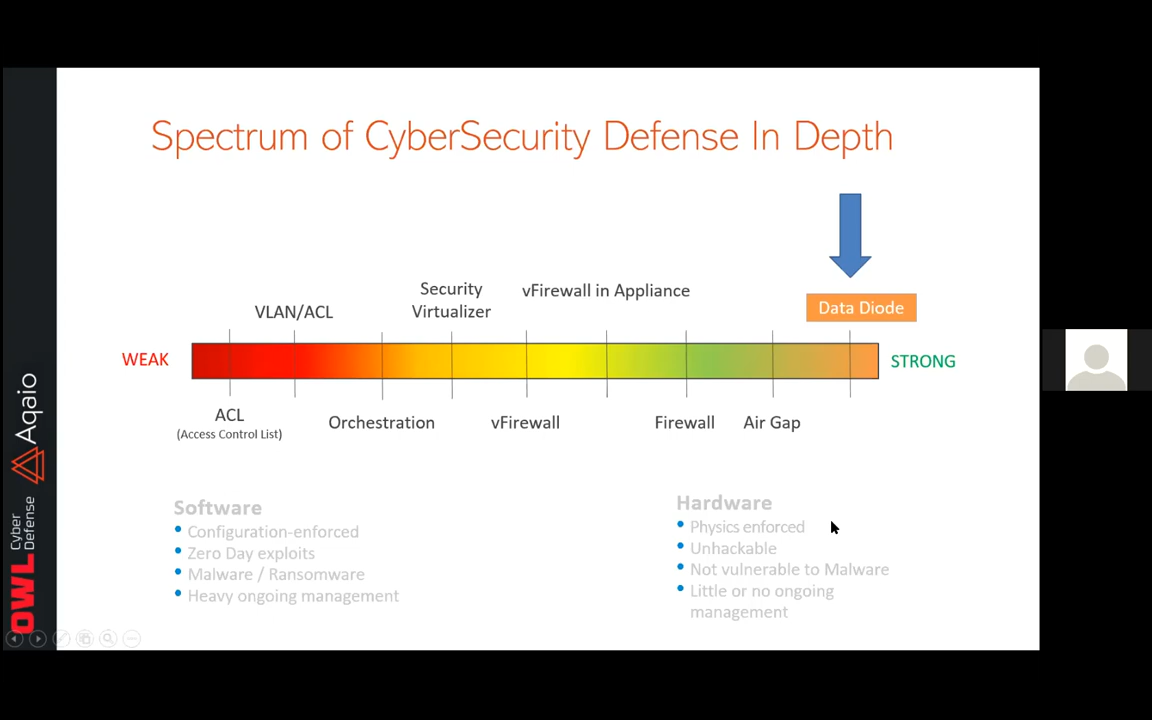 Spectrum of CyberSecurity Defense In Depth
Security
Virtualizer
vFirewall in Appliance
VLAN/ACL
Data Diode
WEAK
STRONG
ACL
(Access Control List)
Orchestration
vFirewall
Firewall
Air Gap
Software
Configuration-enforced
Zero Day exploits
Malware / Ransomware
Heavy ongoing management
Hardware
Physics enforced
Unhackable
Not vulnerable to Malware
Little or no ongoing
management
Aqaio
OWL Cyber
Defense